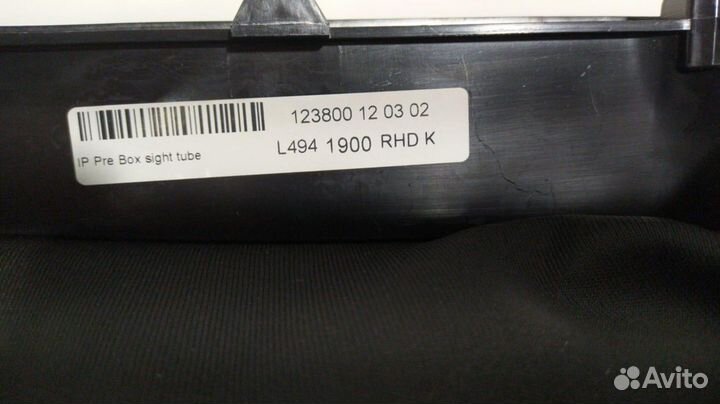 123800 12 03 02
IP Pre Box sight tube
L494 1900 RHD K
Avito